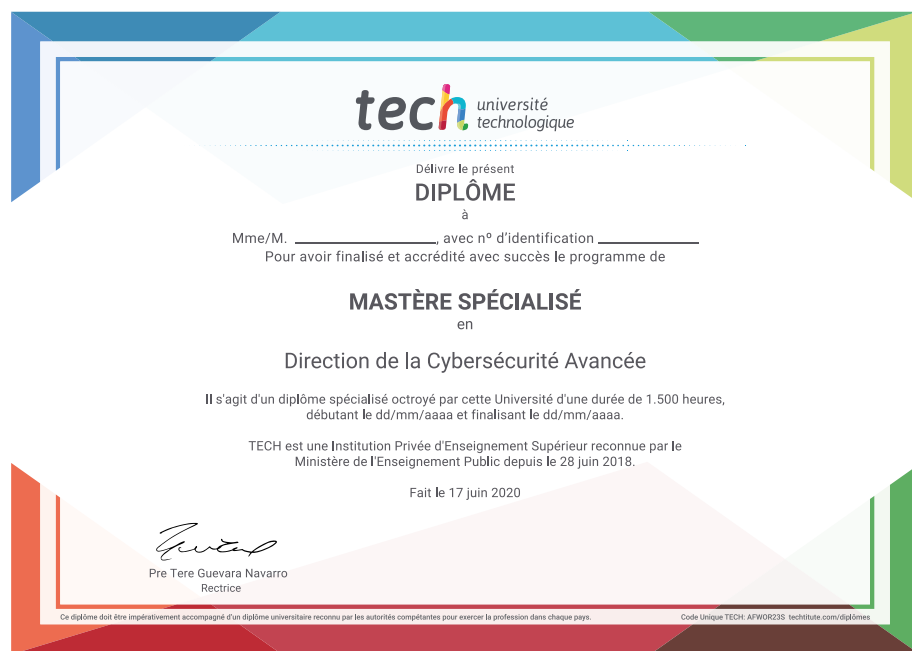 tech université
technologique
Délivre le présent
DIPLÔME
à
Mme/M. ____________________, avec nº d'identification ______________
Pour avoir finalisé et accrédité avec succès le programme de
MASTÈRE SPÉCIALISÉ
en
Direction de la Cybersécurité Avancée
Il s'agit d'un diplôme spécialisé octroyé par cette Université d'une durée de 1.500 heures,
débutant le dd/mm/aaaa et finalisant le dd/mm/aaaa.
TECH est une Institution Privée d'Enseignement Supérieur reconnue par le
Ministère de l'Enseignement Public depuis le 28 juin 2018.
Fait le 17 juin 2020
Pre Tere Guevara Navarro
Rectrice
Ce diplôme doit être impérativement accompagné d'un diplôme universitaire reconnu par les autorités compétantes pour exercer la profession dans chaque pays.
Code Unique TECH: AFWOR23S techtitute.com/diplômes